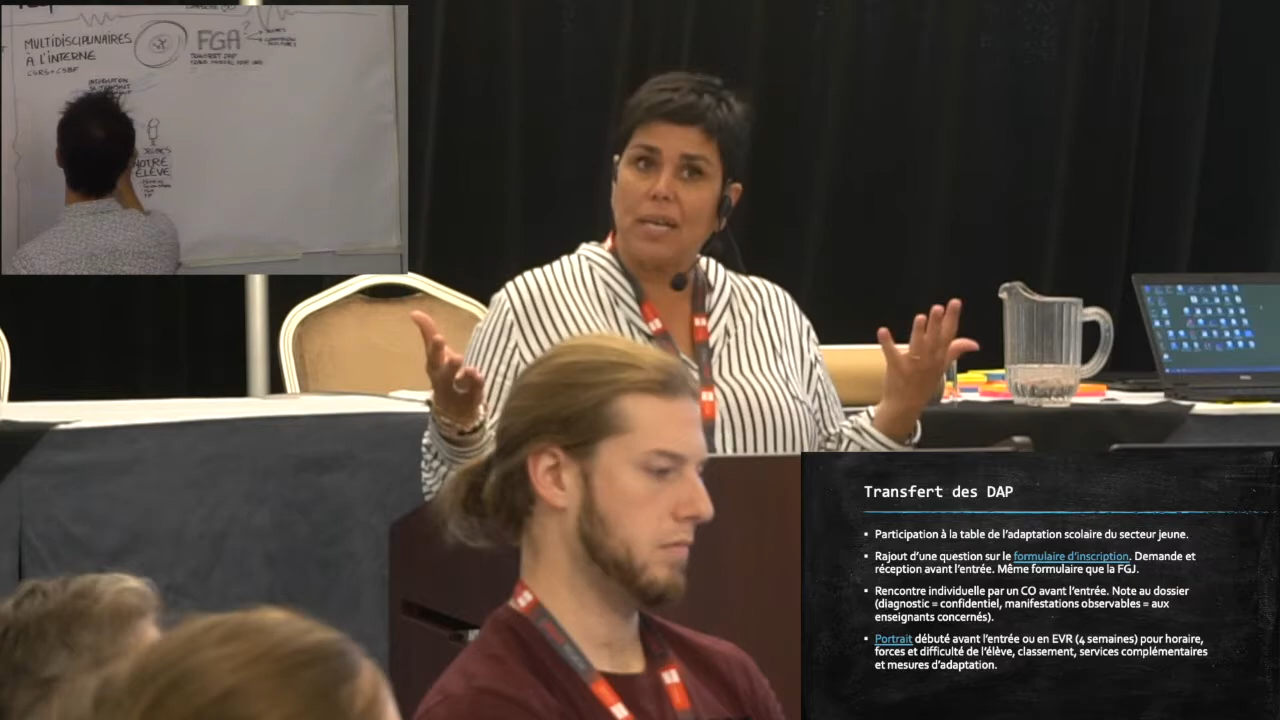 MULTIDISCIPLINAIRES
À L'INTERNE
FGA
TRANSFERT DAP
JEUNES
NOTRE
ÉLÈVE
Transfert des DAP
▪ Participation à la table de l'adaptation scolaire du secteur jeune.
▪ Rajout d'une question sur le formulaire d'inscription. Demande et
réception avant l'entrée. Même formulaire que la FGJ.
▪ Rencontre individuelle par un CO avant l'entrée. Note au dossier
(diagnostic = confidentiel, manifestations observables = aux
enseignants concernés).
▪ Portrait débuté avant l'entrée ou en EVR (4 semaines) pour horaire,
forces et difficulté de l'élève, classement, services complémentaires
et mesures d'adaptation.